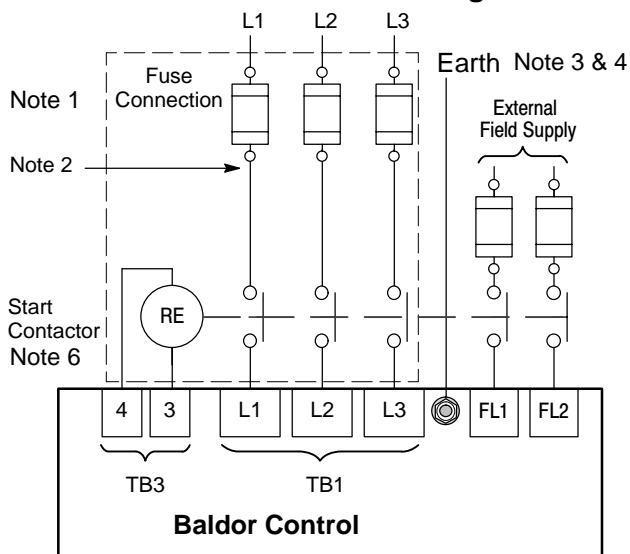 L1 L2 L3
Earth Note 3 & 4
Fuse
Connection
Note 1
External
Field Supply
Note 2
Start
Contactor
Note 6
RE
4 3 L1 L2 L3 FL1 FL2
TB3 TB1
Baldor Control